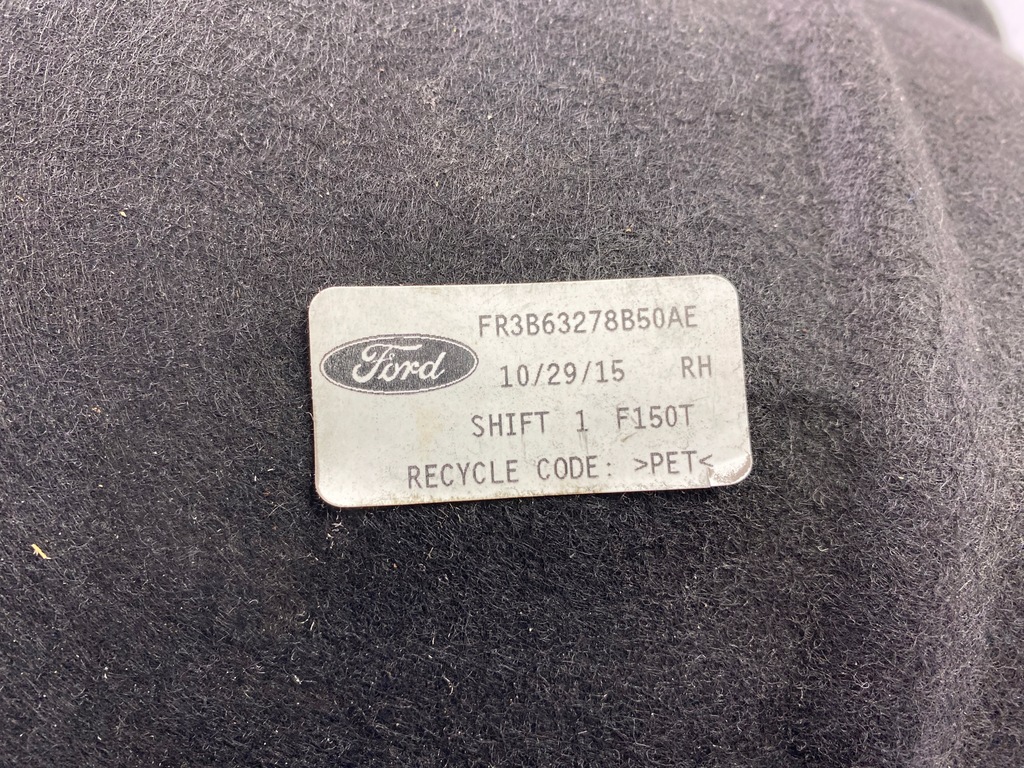 FR3B63278B50AE
Ford
10/29/15 RH
SHIFT 1 F150T
RECYCLE CODE: >PET<